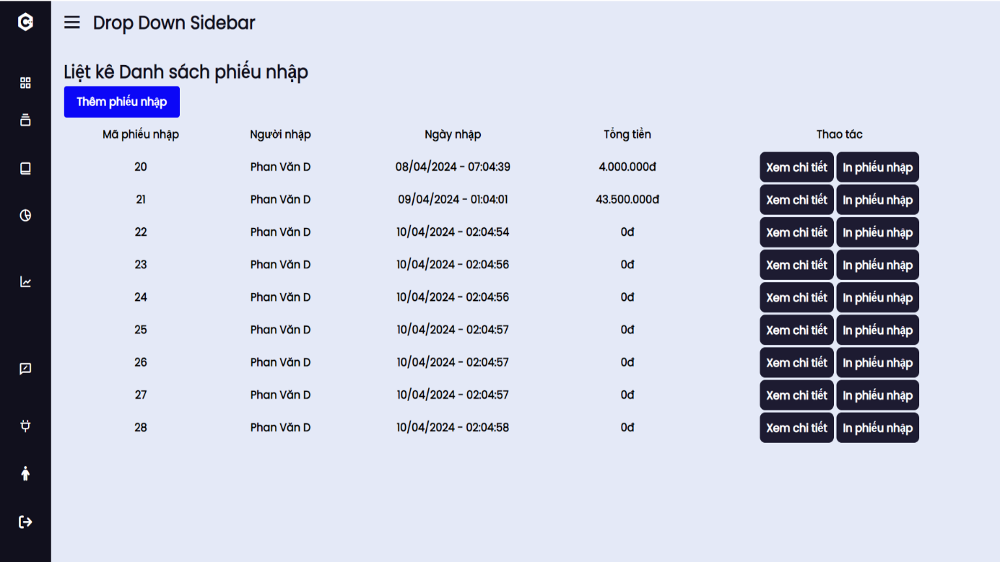 Drop Down Sidebar
Liệt kê Danh sách phiếu nhập
Thêm phiếu nhập
Mã phiếu nhập Người nhập Ngày nhập Tổng tiền Thao tác
20 Phan Văn D 08/04/2024 - 07:04:39 4.000.000đ Xem chi tiết In phiếu nhập
21 Phan Văn D 09/04/2024 - 01:04:01 43.500.000đ Xem chi tiết In phiếu nhập
22 Phan Văn D 10/04/2024 - 02:04:54 0đ Xem chi tiết In phiếu nhập
23 Phan Văn D 10/04/2024 - 02:04:56 0đ Xem chi tiết In phiếu nhập
24 Phan Văn D 10/04/2024 - 02:04:56 0đ Xem chi tiết In phiếu nhập
25 Phan Văn D 10/04/2024 - 02:04:57 0đ Xem chi tiết In phiếu nhập
26 Phan Văn D 10/04/2024 - 02:04:57 0đ Xem chi tiết In phiếu nhập
27 Phan Văn D 10/04/2024 - 02:04:57 0đ Xem chi tiết In phiếu nhập
28 Phan Văn D 10/04/2024 - 02:04:58 0đ Xem chi tiết In phiếu nhập